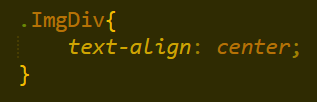 .ImgDiv{
    text-align: center;
}